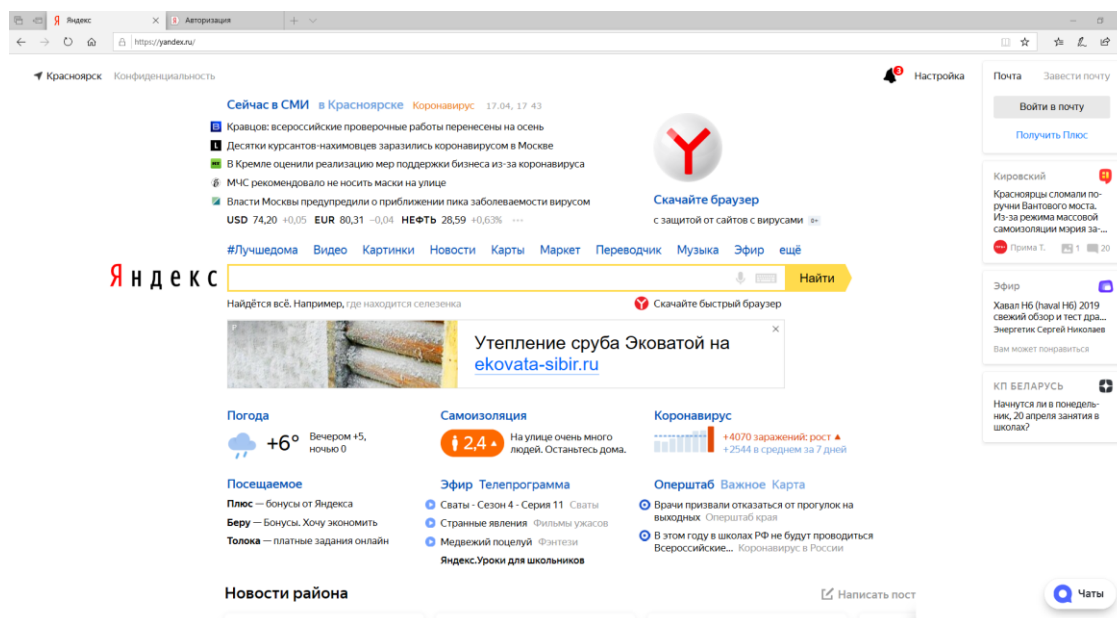 Яндекс
Авторизация
https://yandex.ru/
Красноярск Конфиденциальность
3
Настройка
Почта Завести почту
Войти в почту
Получить Плюс
Сейчас в СМИ в Красноярске Коронавирус 17.04, 17 43
Кравцов: всероссийские проверочные работы перенесены на осень
Десятки курсантов-нахимовцев заразились коронавирусом в Москве
В Кремле оценили реализацию мер поддержки бизнеса из-за коронавируса
МЧС рекомендовало не носить маски на улице
Власти Москвы предупредили о приближении пика заболеваемости вирусом
USD 74,20 +0,05 EUR 80,31 −0,04 НЕФТЬ 28,59 +0,63% ···
Скачайте браузер
с защитой от сайтов с вирусами 0+
Кировский
Красноярцы сломали по-
ручни Вантового моста.
Из-за режима массовой
самоизоляции мэрия за-...
Прима Т. 1 20
#Лучшедома Видео Картинки Новости Карты Маркет Переводчик Музыка Эфир ещё
Яндекс
Найти
Найдётся всё. Например, где находится селезенка
Скачайте быстрый браузер
Эфир
Хавал H6 (haval H6) 2019
свежий обзор и тест дра...
Энергетик Сергей Николаев
Вам может понравиться
Утепление сруба Эковатой на
ekovata-sibir.ru
КП БЕЛАРУСЬ
Начнутся ли в понедель-
ник, 20 апреля занятия в
школах?
Погода
+6° Вечером +5,
ночью 0
Самоизоляция
2,4
На улице очень много
людей. Останьтесь дома.
Коронавирус
+4070 заражений: рост
+2544 в среднем за 7 дней
Посещаемое
Плюс — бонусы от Яндекса
Беру — Бонусы. Хочу экономить
Толока — платные задания онлайн
Эфир Телепрограмма
Сваты - Сезон 4 - Серия 11 Сваты
Странные явления Фильмы ужасов
Медвежий поцелуй Фэнтези
Яндекс.Уроки для школьников
Оперштаб Важное Карта
Врачи призвали отказаться от прогулок на
выходных Оперштаб края
В этом году в школах РФ не будут проводиться
Всероссийские... Коронавирус в России
Новости района
Написать пост
Чаты